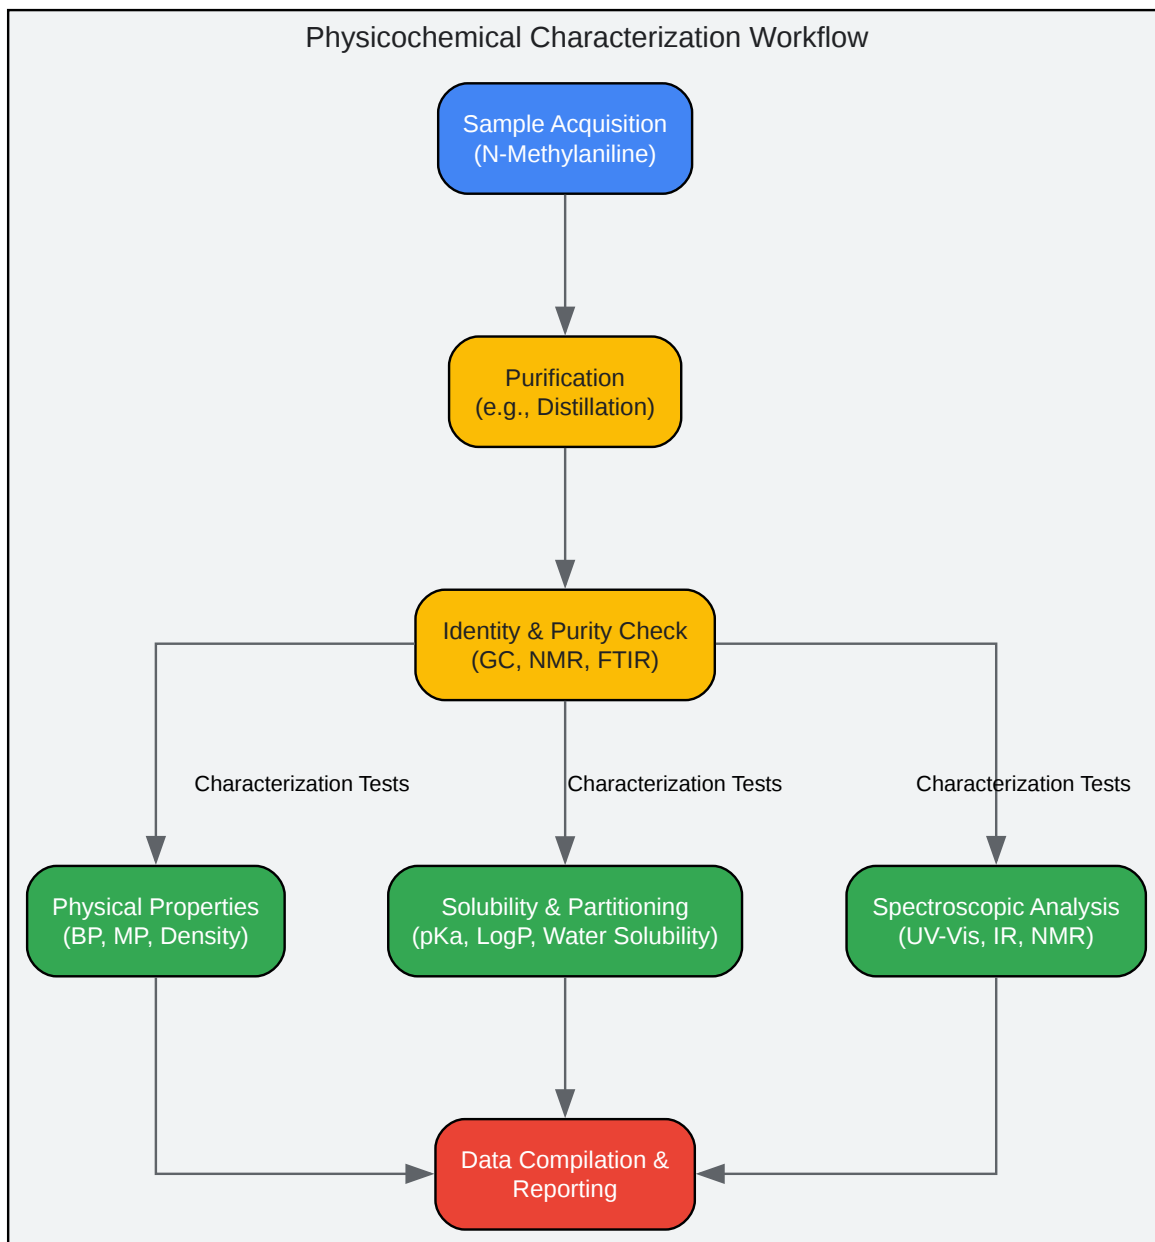 Physicochemical Characterization Workflow
Sample Acquisition
(N-Methylaniline)
Purification
(e.g., Distillation)
Identity & Purity Check
(GC, NMR, FTIR)
Characterization Tests
Characterization Tests
Characterization Tests
Physical Properties
(BP, MP, Density)
Solubility & Partitioning
(pKa, LogP, Water Solubility)
Spectroscopic Analysis
(UV-Vis, IR, NMR)
Data Compilation &
Reporting